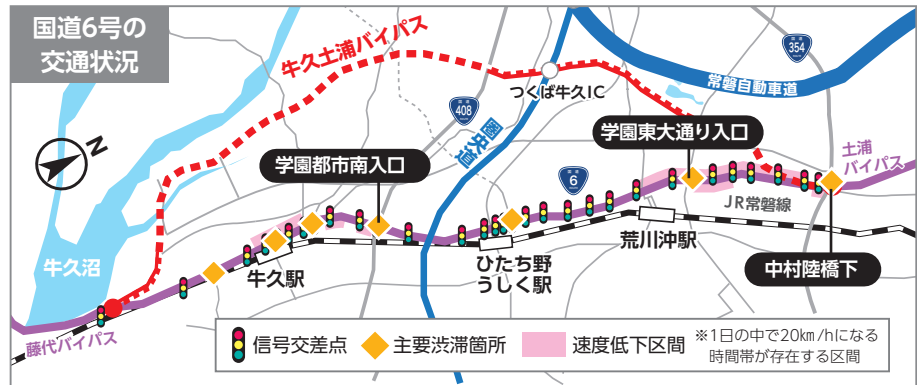 国道6号の
交通状況
牛久土浦バイパス
つくば牛久IC
国道
354
常磐自動車道
国道
408
圏央道
学園東大通り入口
学園都市南入口
国道
6
土浦
バイパス
JR常磐線
N
牛久沼
牛久駅
ひたち野
うしく駅
荒川沖駅
中村陸橋下
藤代バイパス
信号交差点
主要渋滞箇所
速度低下区間
※1日の中で20km/hになる
時間帯が存在する区間